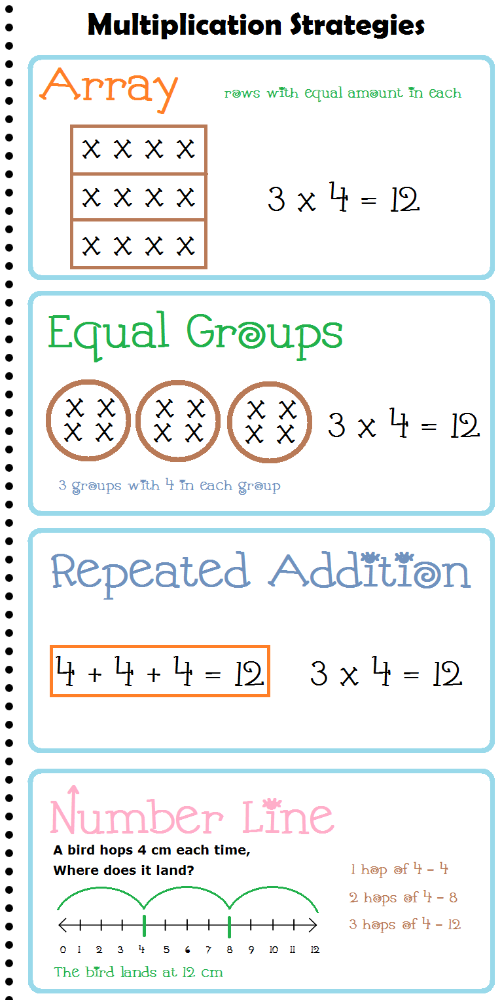 Multiplication Strategies
Array
rows with equal amount in each
x x x x
x x x x
3 x 4 = 12
x x x x
Equal Groups
x x x x x x
x x x x x x
3 x 4 = 12
3 groups with 4 in each group
Repeated Addition
4 + 4 + 4 = 12
3 x 4 = 12
Number Line
A bird hops 4 cm each time,
Where does it land?
1 hop of 4 = 4
2 hops of 4 = 8
3 hops of 4 = 12
0 1 2 3 4 5 6 7 8 9 10 11 12
The bird lands at 12 cm